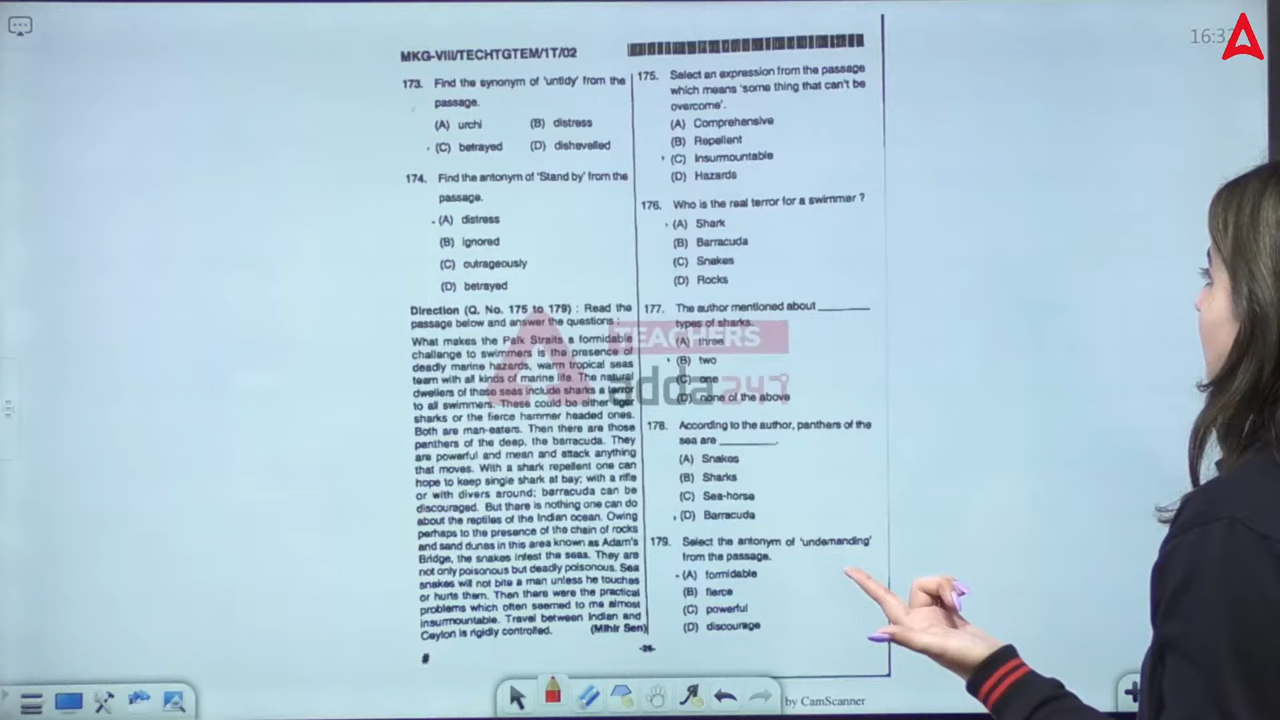 16:3
MKG-VIII/TECHTGTEM/1T/02
173. Find the synonym of 'untidy' from the
passage.
(A) urchi (B) distress
(C) betrayed (D) dishevelled
174. Find the antonym of 'Stand by' from the
passage.
(A) distress
(B) ignored
(C) outrageously
(D) betrayed
Direction (Q. No. 175 to 179) : Read the
passage below and answer the questions :
What makes the Palk Straits a formidable
challenge to swimmers is the presence of
deadly marine hazards, warm tropical seas
team with all kinds of marine life. The natural
dwellers of these seas include sharks a terror
to all swimmers. These could be either tiger
sharks or the fierce hammer headed ones.
Both are man-eaters. Then there are those
panthers of the deep, the barracuda. They
are powerful and mean and attack anything
that moves. With a shark repellent one can
hope to keep single shark at bay; with a rifle
or with divers around; barracuda can be
discouraged. But there is nothing one can do
about the reptiles of the Indian ocean. Owing
perhaps to the presence of the chain of rocks
and sand dunes in this area known as Adam's
Bridge, the snakes infest the seas. They are
not only poisonous but deadly poisonous. Sea
snakes will not bite a man unless he touches
or hurts them. Then there were the practical
problems which often seemed to me almost
insurmountable. Travel between Indian and
Ceylon is rigidly controlled. (Mihir Sen)
#
175. Select an expression from the passage
which means 'some thing that can't be
overcome'.
(A) Comprehensive
(B) Repellent
(C) Insurmountable
(D) Hazards
176. Who is the real terror for a swimmer ?
(A) Shark
(B) Barracuda
(C) Snakes
(D) Rocks
177. The author mentioned about ________
types of sharks.
(A) three
(B) two
(C) one
(D) none of the above
178. According to the author, panthers of the
sea are ________.
(A) Snakes
(B) Sharks
(C) Sea-horse
(D) Barracuda
179. Select the antonym of 'undemanding'
from the passage.
(A) formidable
(B) fierce
(C) powerful
(D) discourage
-26-
TEACHERS
adda247
by CamScanner